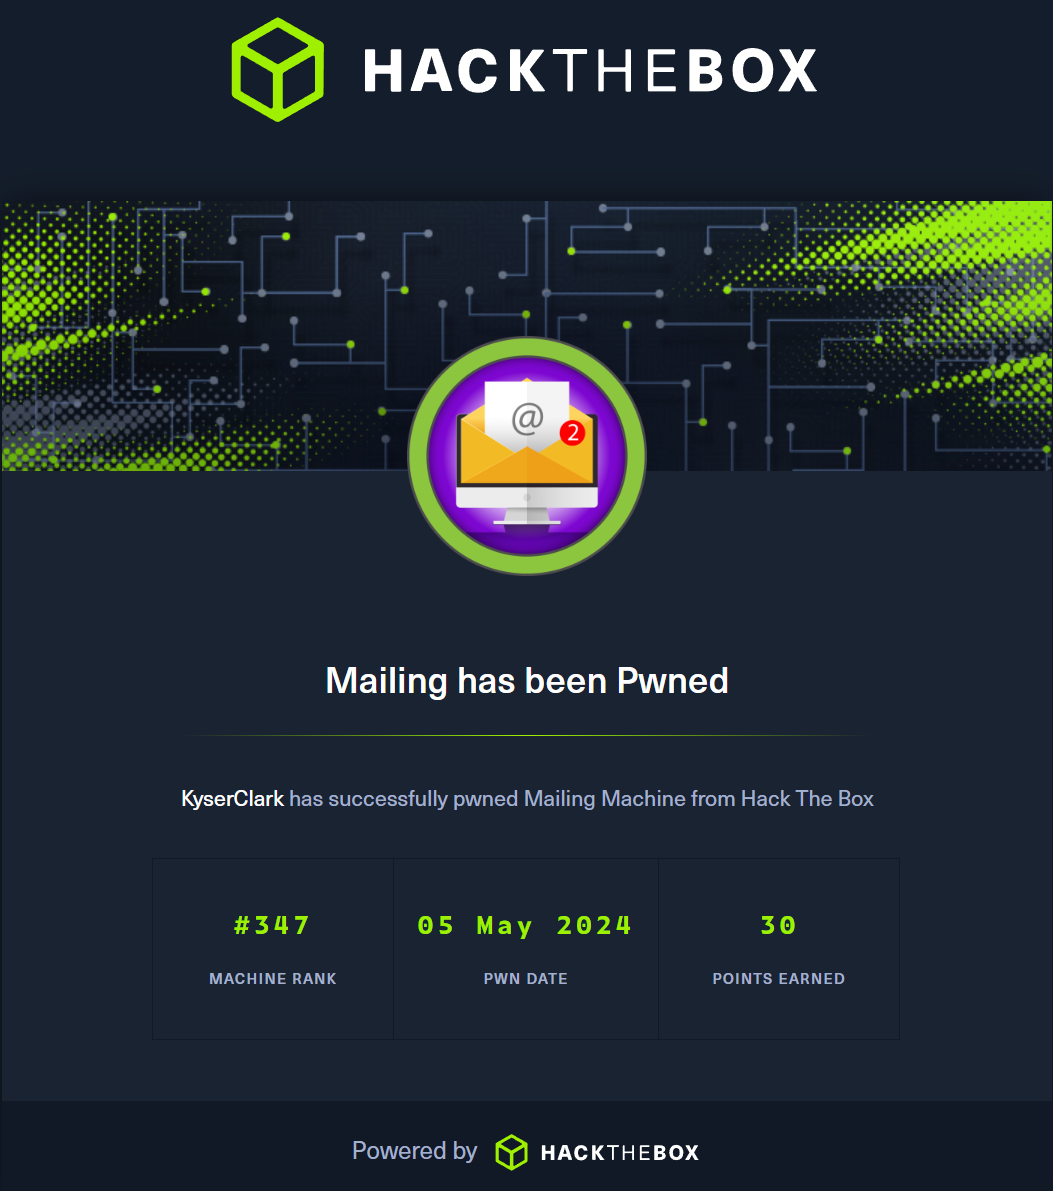 HACKTHEBOX
@
2
Mailing has been Pwned
KyserClark has successfully pwned Mailing Machine from Hack The Box
#347 05 May 2024 30
MACHINE RANK PWN DATE POINTS EARNED
Powered by HACKTHEBOX